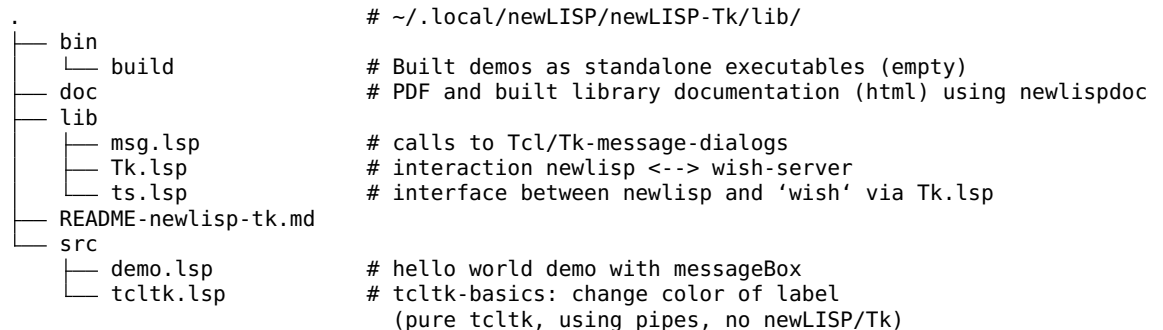 .                                # ~/.local/newLISP/newLISP-Tk/lib/
├── bin
│   └── build                    # Built demos as standalone executables (empty)
├── doc                          # PDF and built library documentation (html) using newlispdoc
├── lib
│   ├── msg.lsp                  # calls to Tcl/Tk-message-dialogs
│   ├── Tk.lsp                   # interaction newlisp <--> wish-server
│   └── ts.lsp                   # interface between newlisp and ‘wish‘ via Tk.lsp
├── README-newlisp-tk.md
└── src
    ├── demo.lsp                 # hello world demo with messageBox
    └── tcltk.lsp                # tcltk-basics: change color of label
                                   (pure tcltk, using pipes, no newLISP/Tk)